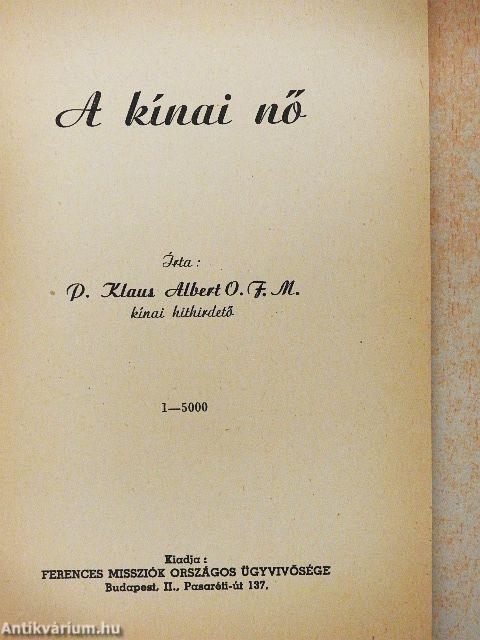 A kínai nő
Írta :
P. Klaus Albert O. F. M.
kínai hithirdető
1—5000
Kiadja :
FERENCES MISSZIÓK ORSZÁGOS ÜGYVIVŐSÉGE
Budapest, II., Pasaréti-út 137.
Antikvárium.hu